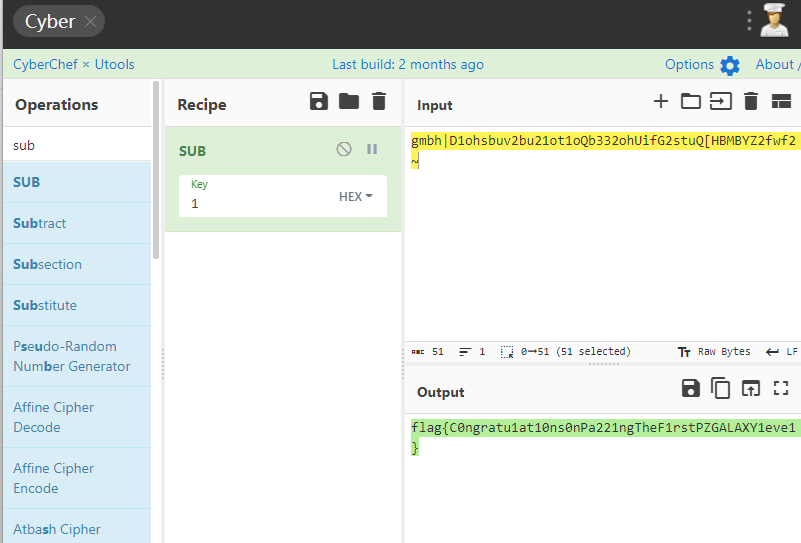 Cyber
CyberChef × Utools
Last build: 2 months ago
Options
About /
Operations
Recipe
Input
sub
SUB
Subtract
Subsection
Substitute
Pseudo-Random
Number Generator
Affine Cipher
Decode
Affine Cipher
Encode
Atbash Cipher
SUB
Key
1
HEX
gmbh|D1ohsbuv2bu21ot1oQb332ohUifG2stuQ[HBMBYZ2fwf2
~
ABC 51
1
0→51 (51 selected)
Tт Raw Bytes
LF
Output
flag{C0ngratu1at10ns0nPa221ngTheF1rstPZGALAXY1eve1
}